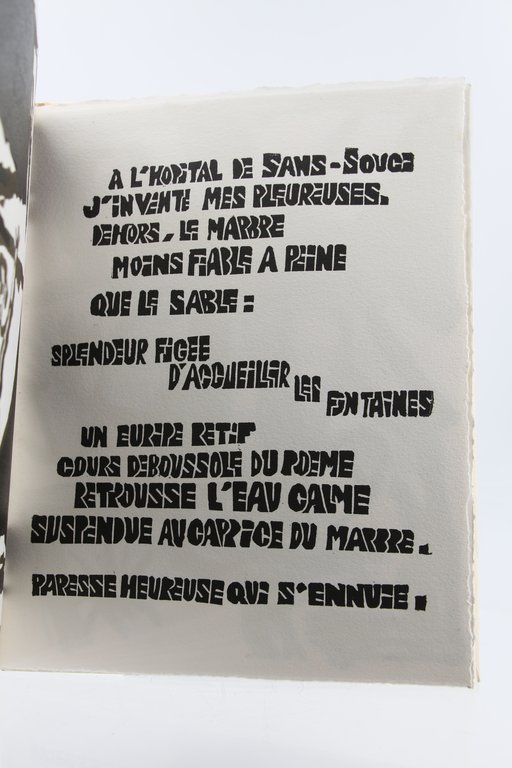 A L'HOPITAL DE SANS-SOUCI
J'INVENTE MES PLEUREUSES.
DEHORS, LE MARBRE
MOINS FIABLE A PEINE
QUE LE SABLE :
SPLENDEUR FIGEE
D'ACCUEILLIR LES FONTAINES
UN EURIPE RETIF
COURS DEBOUSSOLE DU POEME
RETROUSSE L'EAU CALME
SUSPENDUE AU CAPRICE DU MARBRE.
PARESSE HEUREUSE QUI S'ENNUIE.